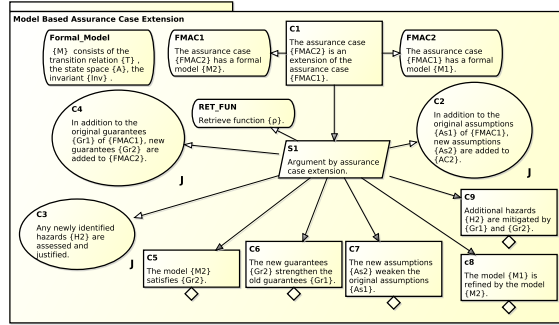 Model Based Assurance Case Extension
Formal_Model
{M} consists of the
transition relation {T} ,
the state space {A}, the
invariant {Inv} .
FMAC1
The assurance case
{FMAC1} has a formal
model {M2}.
C1
The assurance case
{FMAC2} is an
extension of the
assurance case
{FMAC1}.
FMAC2
The assurance case
{FMAC1} has a formal
model {M1}.
C4
In addition to the
original guarantees
{Gr1} of {FMAC1}, new
guarantees {Gr2} are
added to {FMAC2}.
J
RET_FUN
Retrieve function {ρ}.
C2
In addition to the
original assumptions
{As1} of {FMAC1},
new assumptions
{As2} are added to
{AC2}.
J
S1
Argument by assurance
case extension.
C3
Any newly identified
hazards {H2} are
assessed and
justified.
J
C5
The model {M2}
satisfies {Gr2}.
C6
The new guarantees
{Gr2} strengthen the
old guarantees {Gr1}.
C7
The new assumptions
{As2} weaken the
original assumptions
{As1}.
C9
Additional hazards
{H2} are mitigated by
{Gr1} and {Gr2}.
c8
The model {M1} is
refined by the model
{M2}.